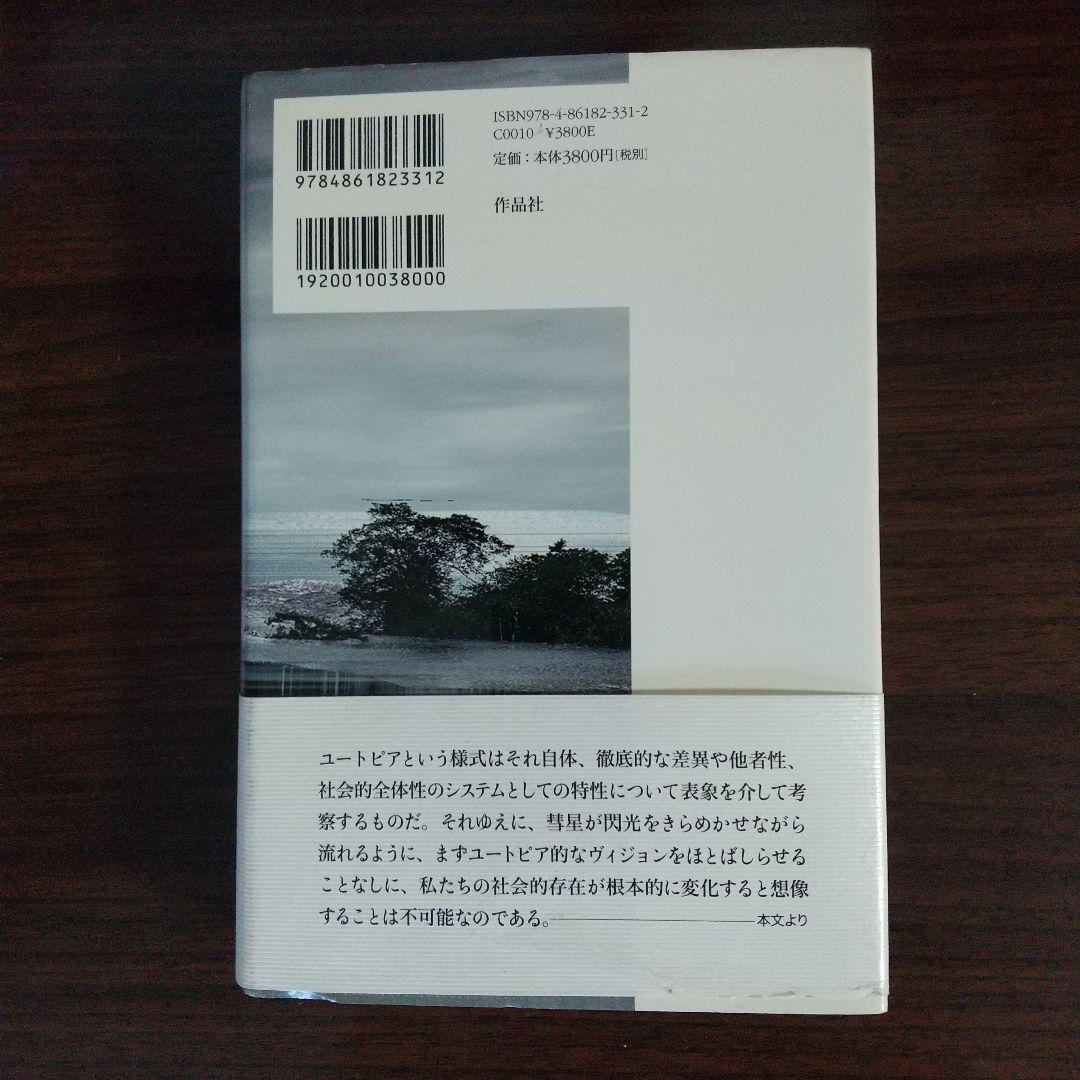 ISBN978-4-86182-331-2
C0010 ¥3800E
定価：本体3800円[税別]
作品社
9784861823312
1920010038000
ユートピアという様式はそれ自体、徹底的な差異や他者性、
社会的全体性のシステムとしての特性について表象を介して考
察するものだ。それゆえに、彗星が閃光をきらめかせながら
流れるように、まずユートピア的なヴィジョンをほとばしらせる
ことなしに、私たちの社会的存在が根本的に変化すると想像
することは不可能なのである。――本文より